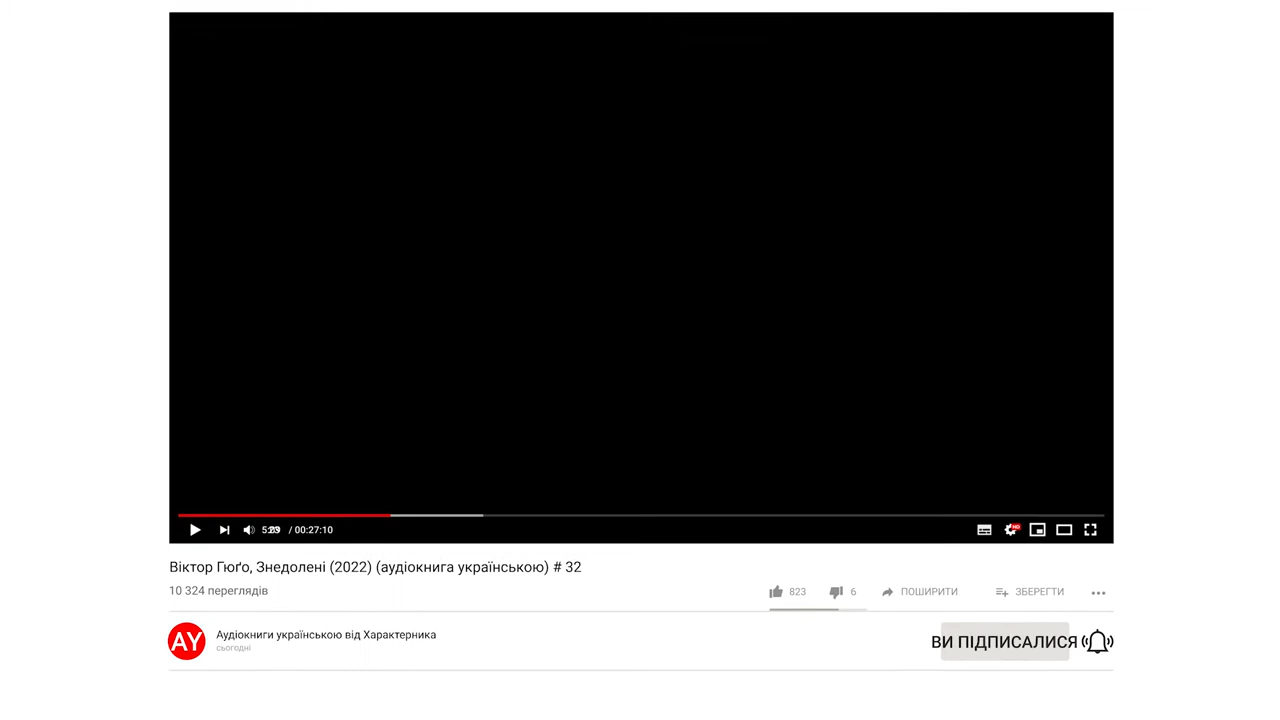 / 00:27:10
Віктор Гюґо, Знедолені (2022) (аудіокнига українською) # 32
10 324 переглядів
823
6
ПОШИРИТИ
ЗБЕРЕГТИ
AY
Аудіокниги українською від Характерника
сьогодні
ВИ ПІДПИСАЛИСЯ